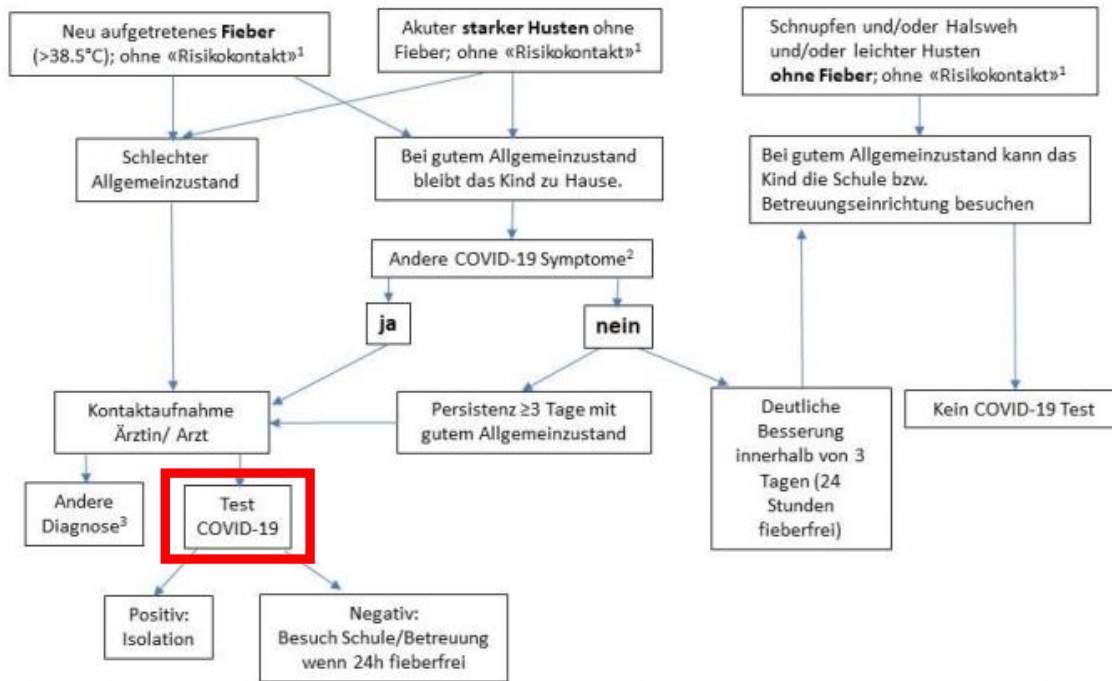 Neu aufgetretenes Fieber
(>38.5°C); ohne «Risikokontakt»¹
Akuter starker Husten ohne
Fieber; ohne «Risikokontakt»¹
Schnupfen und/oder Halsweh
und/oder leichter Husten
ohne Fieber; ohne «Risikokontakt»¹
Schlechter
Allgemeinzustand
Bei gutem Allgemeinzustand
bleibt das Kind zu Hause.
Bei gutem Allgemeinzustand kann das
Kind die Schule bzw.
Betreuungseinrichtung besuchen
Andere COVID-19 Symptome²
ja
nein
Kontaktaufnahme
Ärztin/ Arzt
Persistenz ≥3 Tage mit
gutem Allgemeinzustand
Deutliche
Besserung
innerhalb von 3
Tagen (24
Stunden
fieberfrei)
Kein COVID-19 Test
Andere
Diagnose³
Test
COVID-19
Positiv:
Isolation
Negativ:
Besuch Schule/Betreuung
wenn 24h fieberfrei